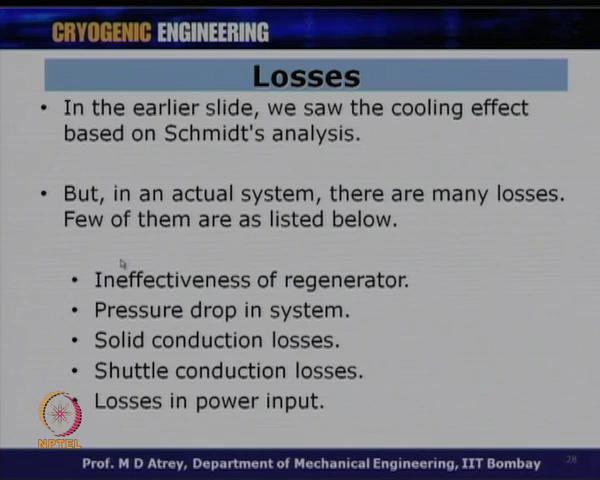 CRYOGENIC ENGINEERING
Losses
• In the earlier slide, we saw the cooling effect
based on Schmidt's analysis.
• But, in an actual system, there are many losses.
Few of them are as listed below.
• Ineffectiveness of regenerator.
• Pressure drop in system.
• Solid conduction losses.
• Shuttle conduction losses.
• Losses in power input.
NPTEL
Prof. M D Atrey, Department of Mechanical Engineering, IIT Bombay
28